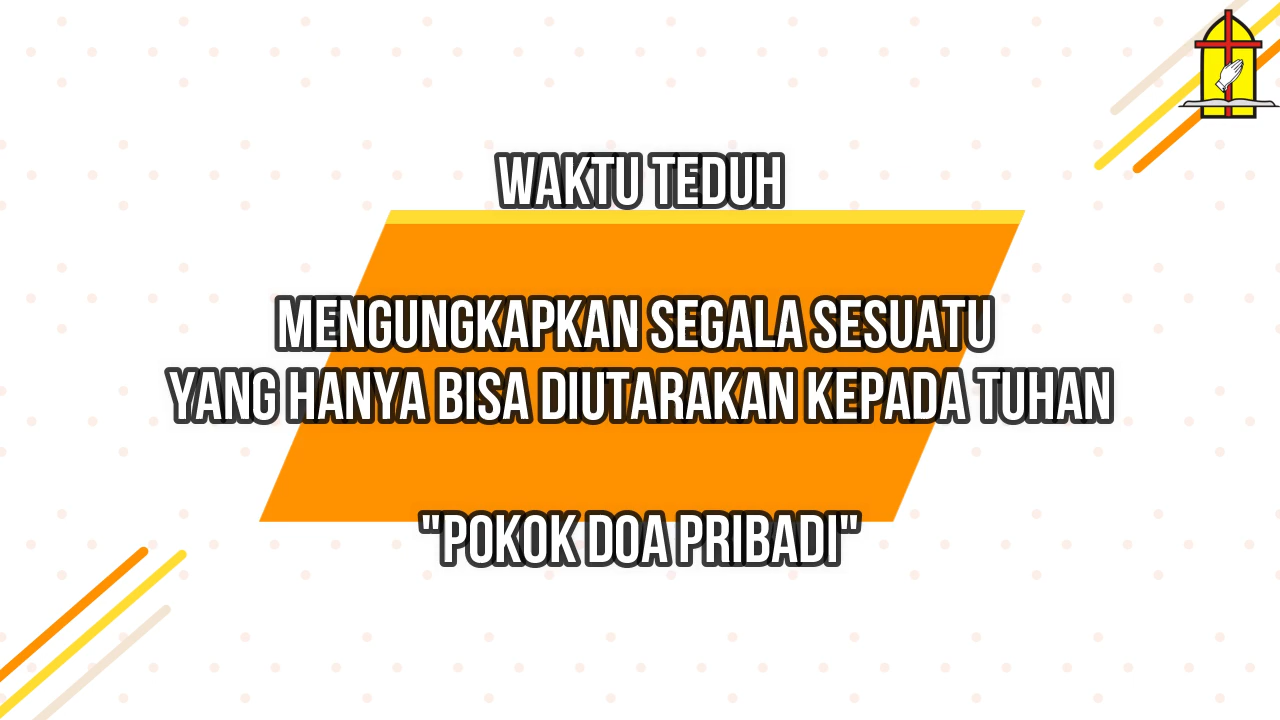 WAKTU TEDUH
MENGUNGKAPKAN SEGALA SESUATU
YANG HANYA BISA DIUTARAKAN KEPADA TUHAN
"POKOK DOA PRIBADI"